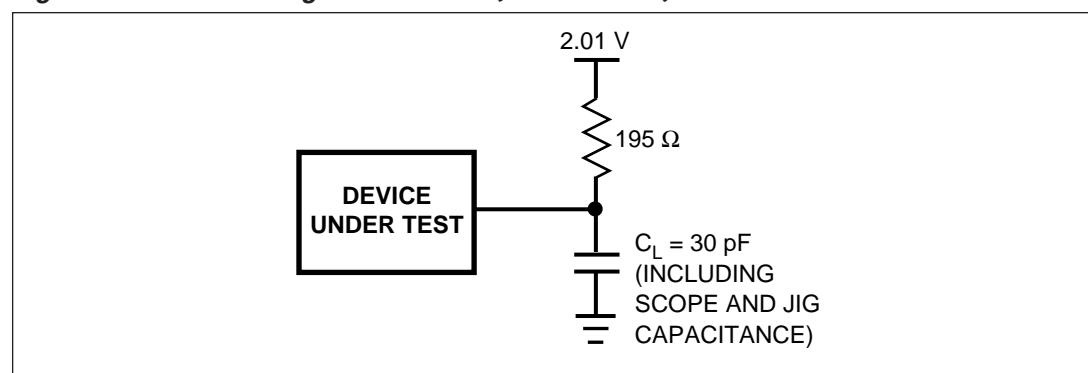 2.01 V
195 Ω
DEVICE
UNDER TEST
C_L = 30 pF
(INCLUDING
SCOPE AND JIG
CAPACITANCE)